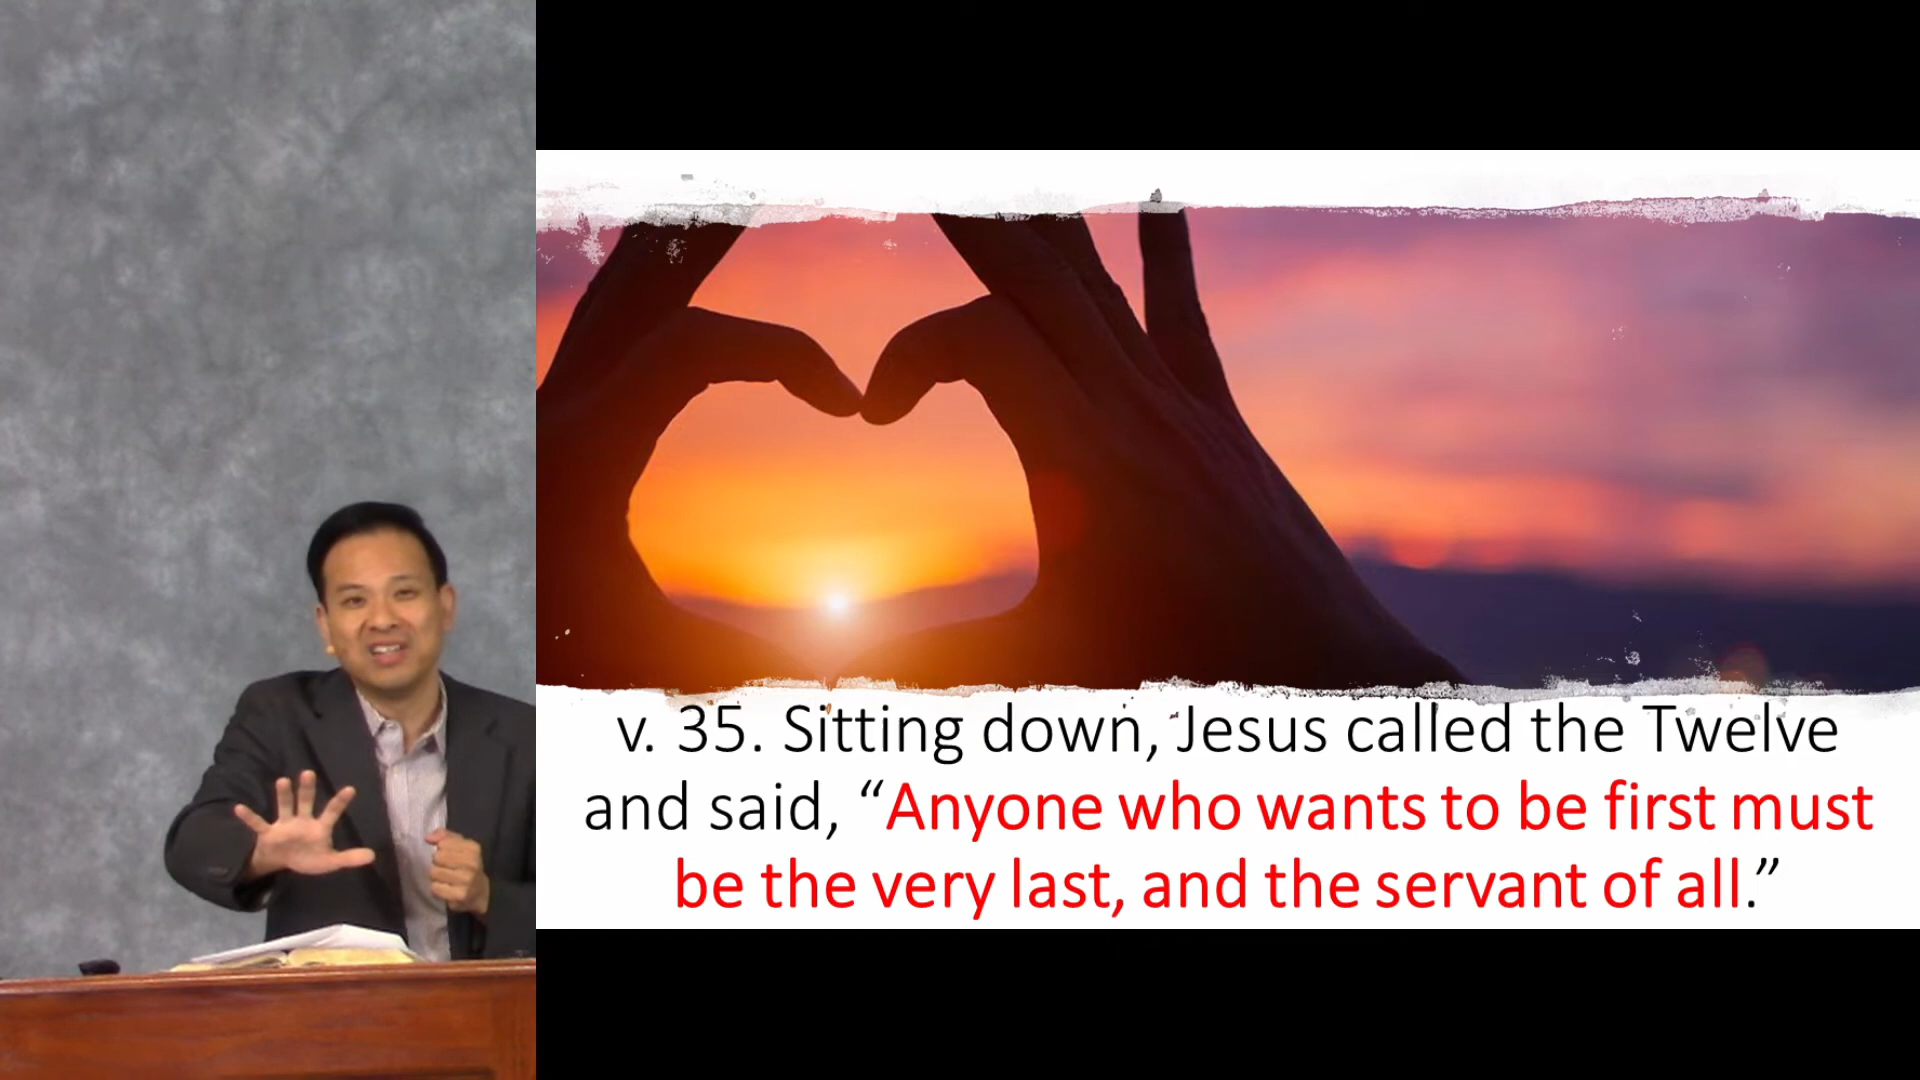 v. 35. Sitting down, Jesus called the Twelve
and said, “Anyone who wants to be first must
be the very last, and the servant of all.”